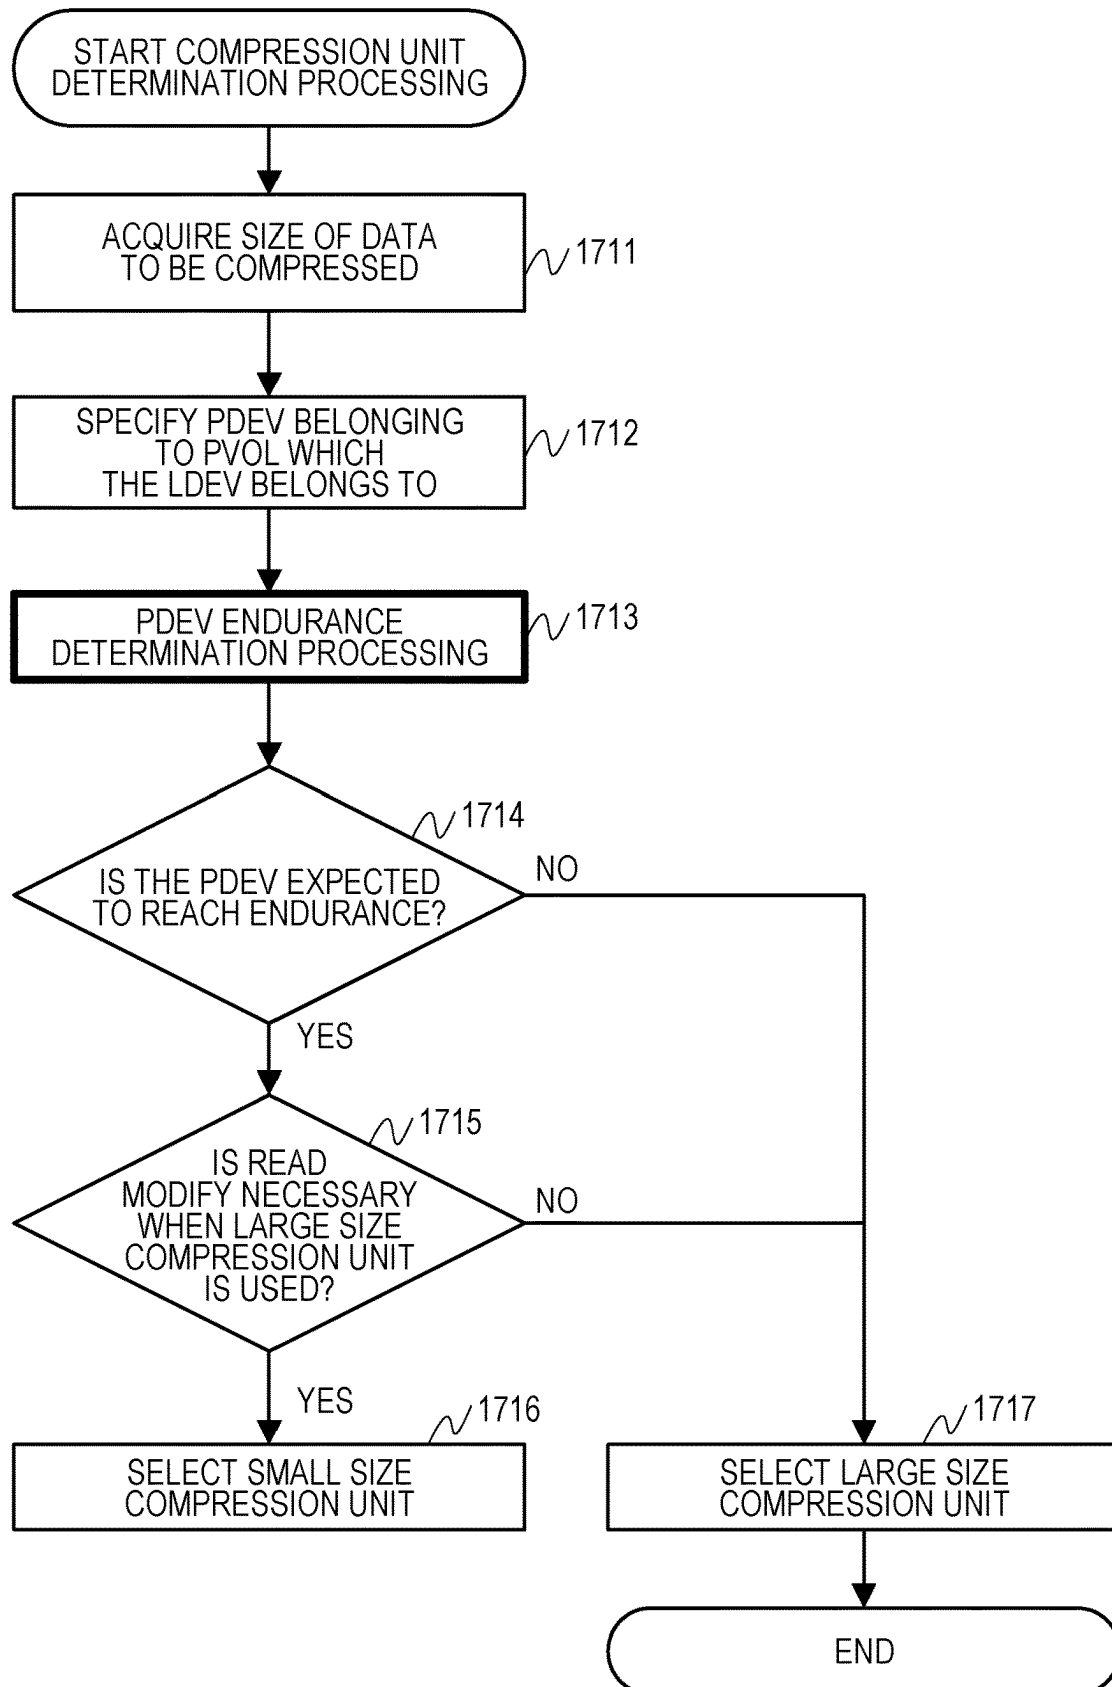 START COMPRESSION UNIT
DETERMINATION PROCESSING
ACQUIRE SIZE OF DATA
TO BE COMPRESSED
1711
SPECIFY PDEV BELONGING
TO PVOL WHICH
THE LDEV BELONGS TO
1712
PDEV ENDURANCE
DETERMINATION PROCESSING
1713
IS THE PDEV EXPECTED
TO REACH ENDURANCE?
1714
NO
YES
IS READ
MODIFY NECESSARY
WHEN LARGE SIZE
COMPRESSION UNIT
IS USED?
1715
NO
YES
SELECT SMALL SIZE
COMPRESSION UNIT
1716
SELECT LARGE SIZE
COMPRESSION UNIT
1717
END